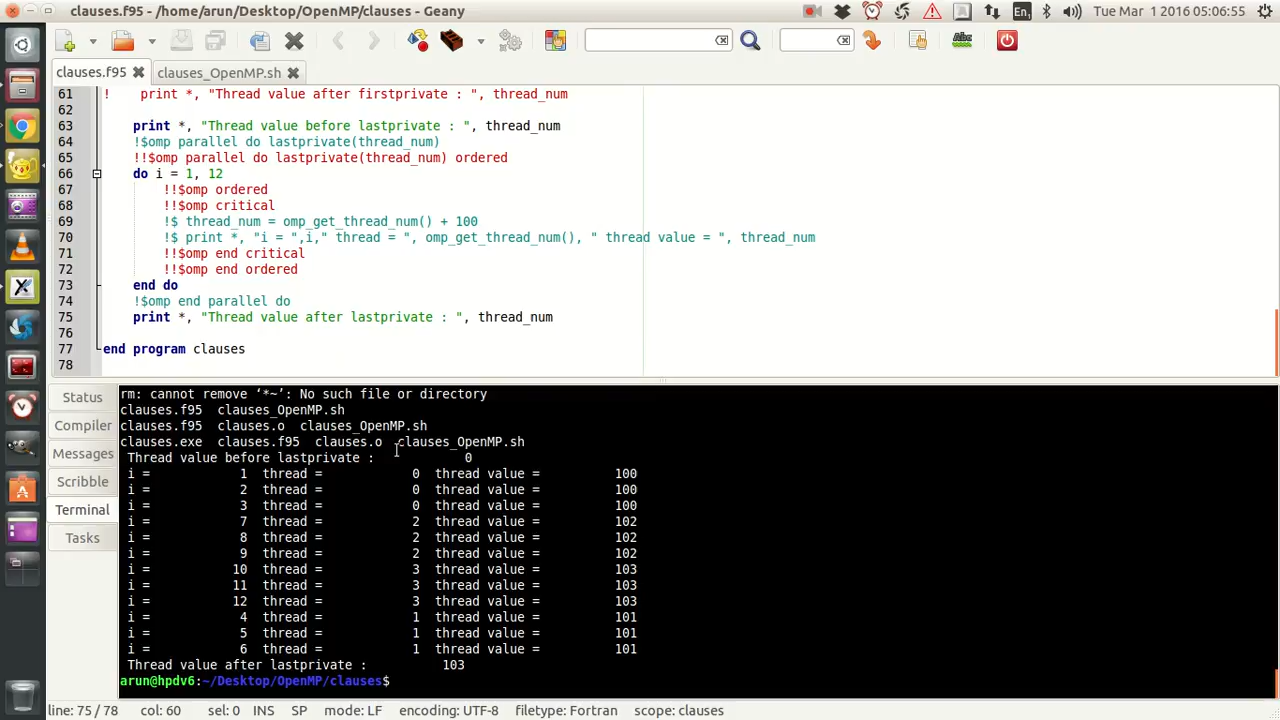 clauses.f95 - /home/arun/Desktop/OpenMP/clauses - Geany
En1
Tue Mar 1 2016 05:06:55
Abc
clauses.f95
clauses_OpenMP.sh
61 ! print *, "Thread value after firstprivate : ", thread_num
62
63 print *, "Thread value before lastprivate : ", thread_num
64 !$omp parallel do lastprivate(thread_num)
65 !!$omp parallel do lastprivate(thread_num) ordered
66 do i = 1, 12
67 !!$omp ordered
68 !!$omp critical
69 !$ thread_num = omp_get_thread_num() + 100
70 !$ print *, "i = ",i," thread = ", omp_get_thread_num(), " thread value = ", thread_num
71 !!$omp end critical
72 !!$omp end ordered
73 end do
74 !$omp end parallel do
75 print *, "Thread value after lastprivate : ", thread_num
76
77 end program clauses
78
Status
Compiler
Messages
Scribble
Terminal
Tasks
rm: cannot remove ‘*~’: No such file or directory
clauses.f95 clauses_OpenMP.sh
clauses.f95 clauses.o clauses_OpenMP.sh
clauses.exe clauses.f95 clauses.o clauses_OpenMP.sh
Thread value before lastprivate : 0
i = 1 thread = 0 thread value = 100
i = 2 thread = 0 thread value = 100
i = 3 thread = 0 thread value = 100
i = 7 thread = 2 thread value = 102
i = 8 thread = 2 thread value = 102
i = 9 thread = 2 thread value = 102
i = 10 thread = 3 thread value = 103
i = 11 thread = 3 thread value = 103
i = 12 thread = 3 thread value = 103
i = 4 thread = 1 thread value = 101
i = 5 thread = 1 thread value = 101
i = 6 thread = 1 thread value = 101
Thread value after lastprivate : 103
arun@hpdv6:~/Desktop/OpenMP/clauses$
line: 75 / 78 col: 60 sel: 0 INS SP mode: LF encoding: UTF-8 filetype: Fortran scope: clauses